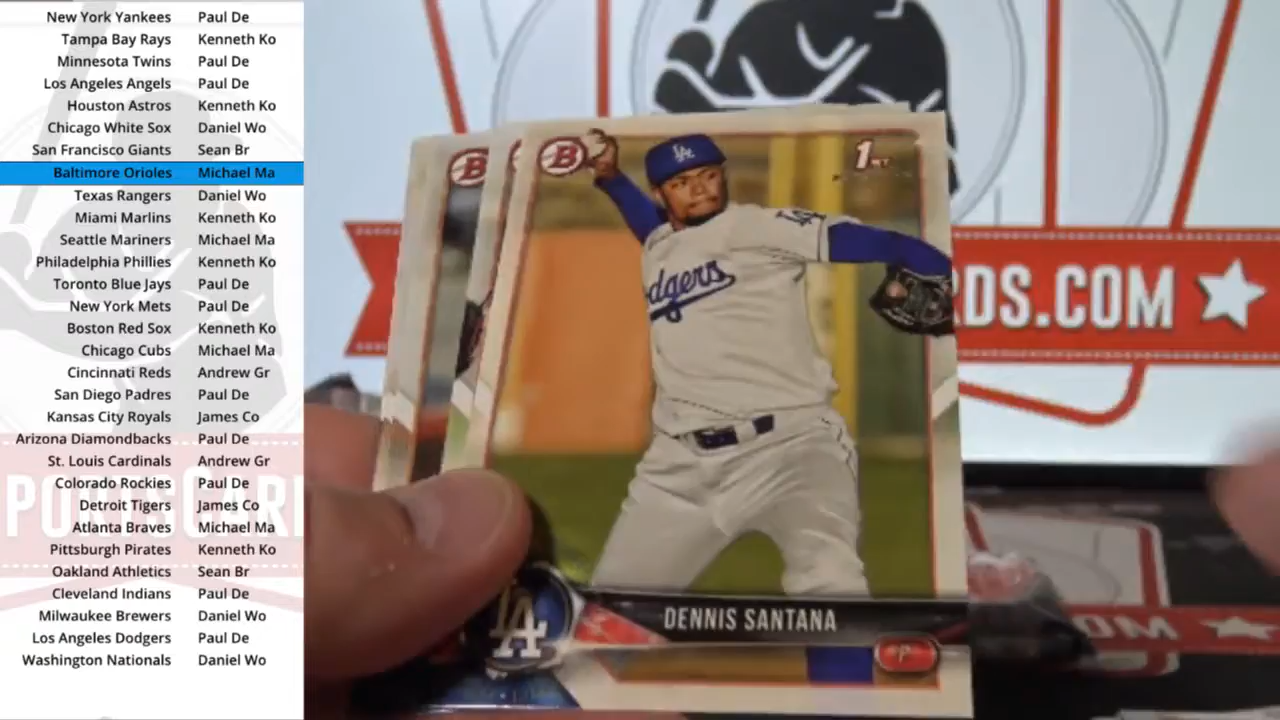 New York Yankees Paul De
Tampa Bay Rays Kenneth Ko
Minnesota Twins Paul De
Los Angeles Angels Paul De
Houston Astros Kenneth Ko
Chicago White Sox Daniel Wo
San Francisco Giants Sean Br
Baltimore Orioles Michael Ma
Texas Rangers Daniel Wo
Miami Marlins Kenneth Ko
Seattle Mariners Michael Ma
Philadelphia Phillies Kenneth Ko
Toronto Blue Jays Paul De
New York Mets Paul De
Boston Red Sox Kenneth Ko
Chicago Cubs Michael Ma
Cincinnati Reds Andrew Gr
San Diego Padres Paul De
Kansas City Royals James Co
Arizona Diamondbacks Paul De
St. Louis Cardinals Andrew Gr
Colorado Rockies Paul De
Detroit Tigers James Co
Atlanta Braves Michael Ma
Pittsburgh Pirates Kenneth Ko
Oakland Athletics Sean Br
Cleveland Indians Paul De
Milwaukee Brewers Daniel Wo
Los Angeles Dodgers Paul De
Washington Nationals Daniel Wo
PORTSCARI
B
B
1ST
LA
LA
dgers
RDS.COM
DENNIS SANTANA
LA
P
OM